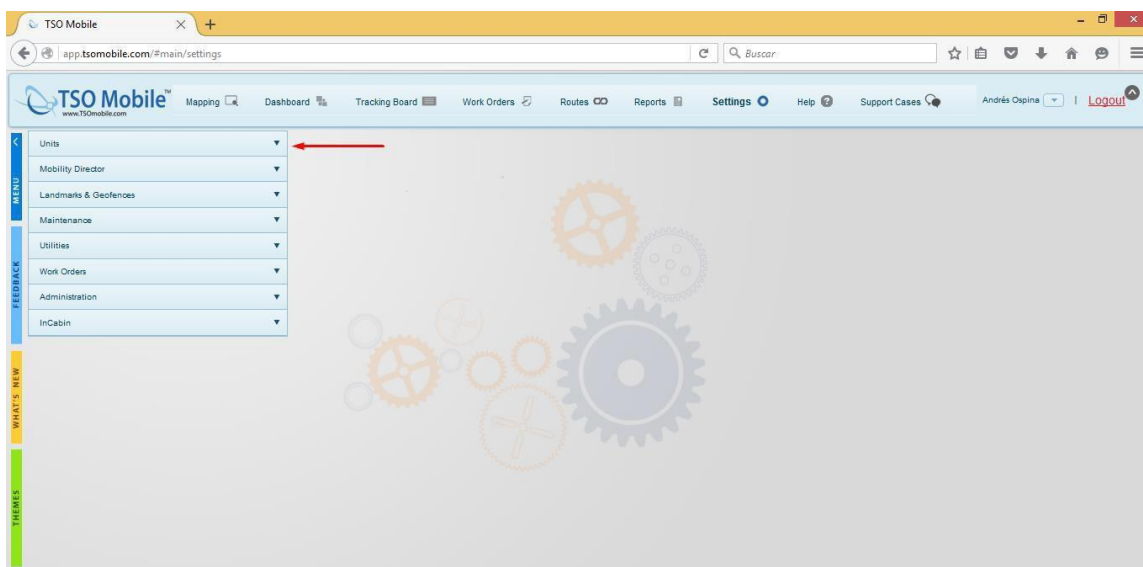 TSO Mobile
app.tsomobile.com/#main/settings
Buscar
TSO Mobile™
www.TSOmobile.com
Mapping Dashboard Tracking Board Work Orders Routes Reports Settings Help Support Cases Andrés Ospina | Logout
MENU
FEEDBACK
WHAT'S NEW
THEMES
Units
Mobility Director
Landmarks & Geofences
Maintenance
Utilities
Work Orders
Administration
InCabin